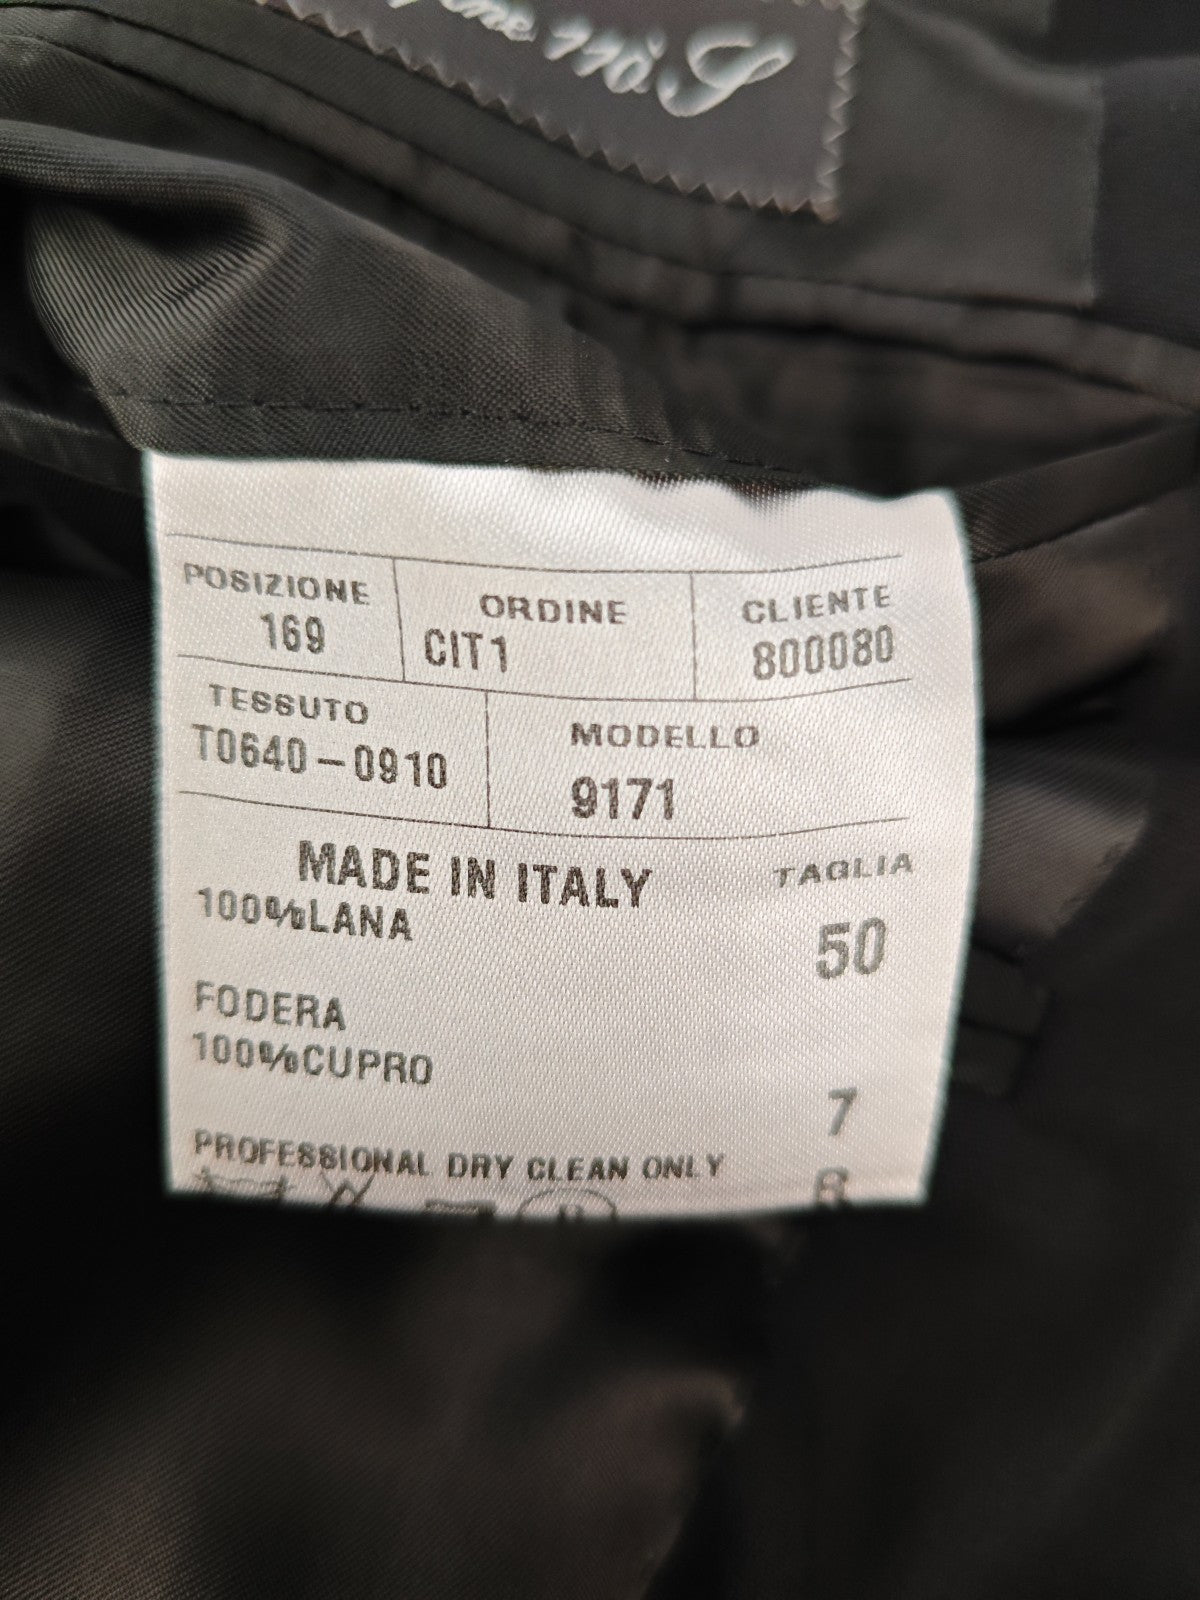 110'S
POSIZIONE ORDINE CLIENTE
169 CIT1 800080
TESSUTO MODELLO
T0640-0910 9171
MADE IN ITALY TAGLIA
100%LANA 50
FODERA
100%CUPRO
7
PROFESSIONAL DRY CLEAN ONLY